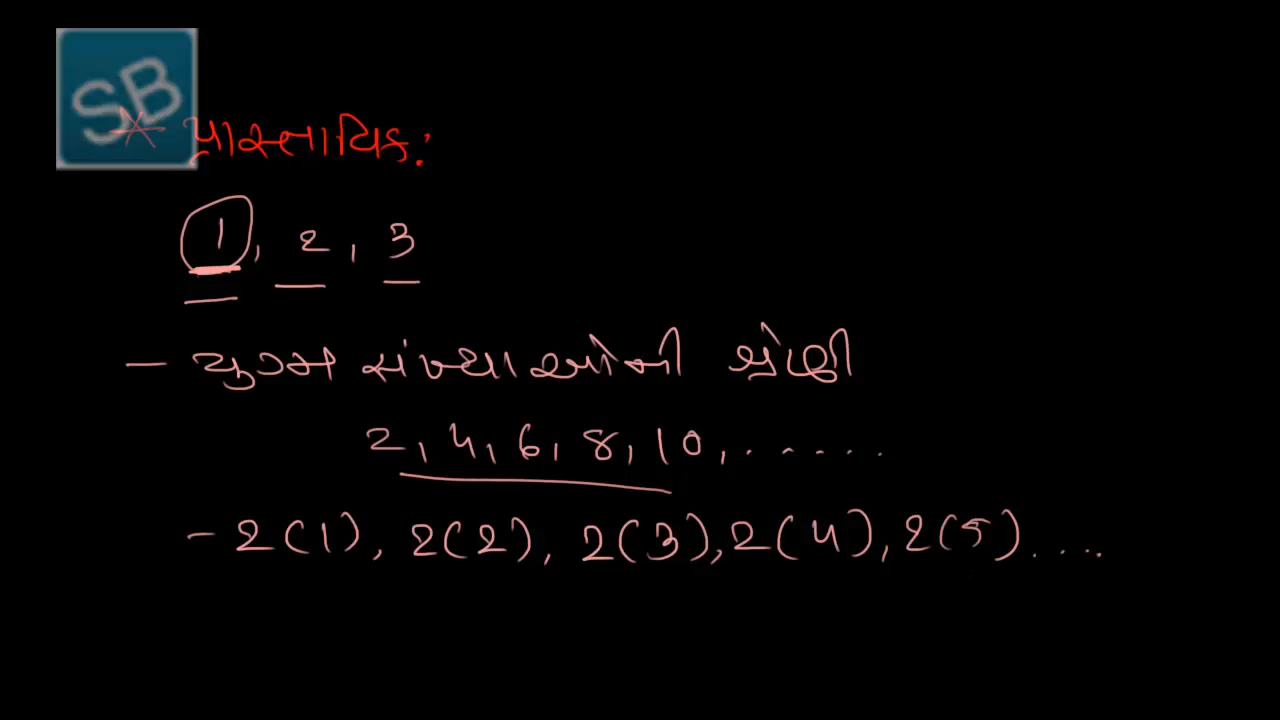 SB
* પ્રાસ્તાવિક:
1, 2, 3
- યુગ્મ સંખ્યાઓની શ્રેણી
2, 4, 6, 8, 10, ......
- 2(1), 2(2), 2(3), 2(4), 2(5) ....